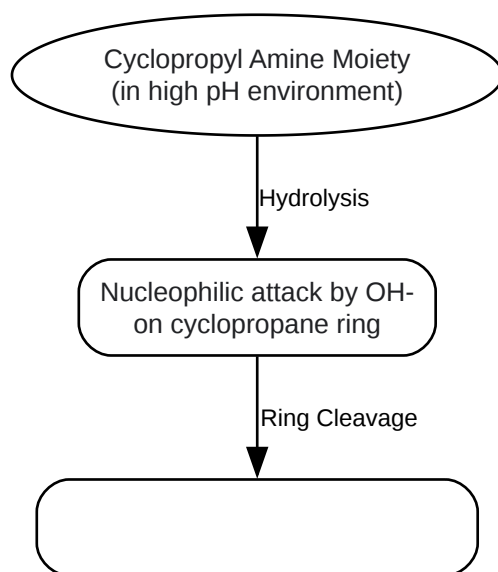 Cyclopropyl Amine Moiety
(in high pH environment)
Hydrolysis
Nucleophilic attack by OH-
on cyclopropane ring
Ring Cleavage